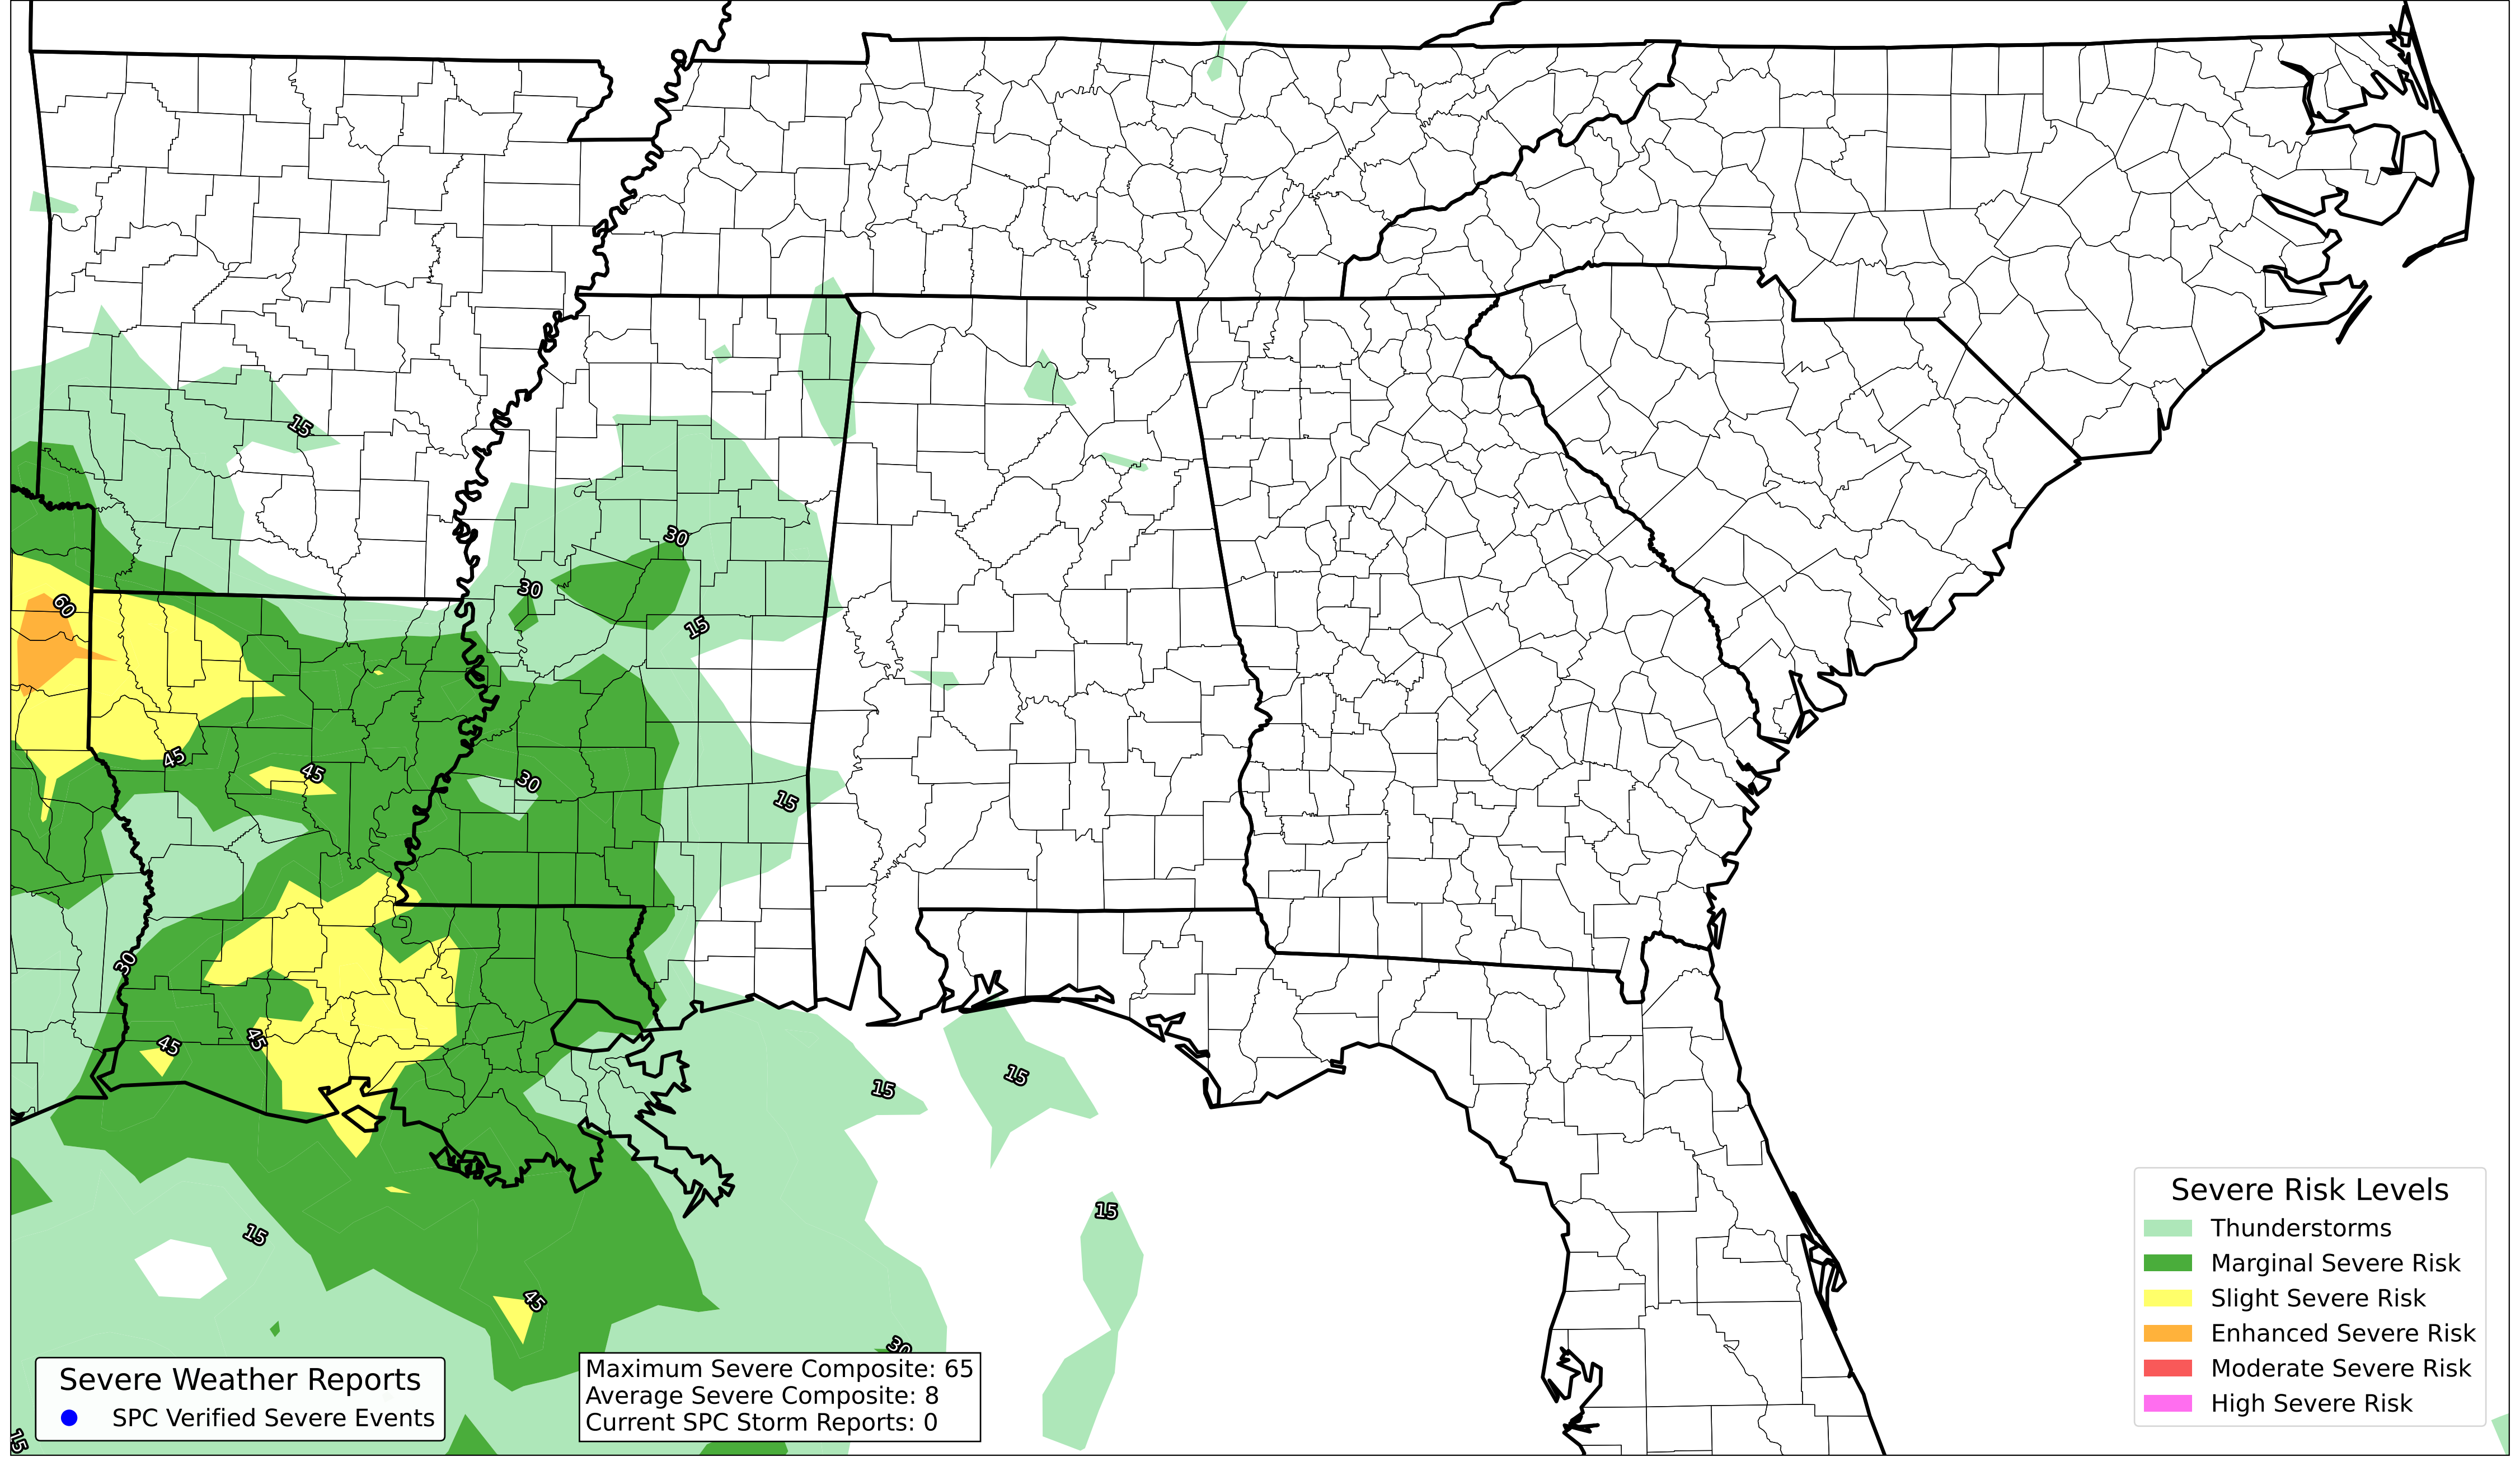 15
30
30
60
15
45
45
30
15
30
45
45
15
15
15
15
45
30
15
Severe Weather Reports
SPC Verified Severe Events
Maximum Severe Composite: 65
Average Severe Composite: 8
Current SPC Storm Reports: 0
Severe Risk Levels
Thunderstorms
Marginal Severe Risk
Slight Severe Risk
Enhanced Severe Risk
Moderate Severe Risk
High Severe Risk